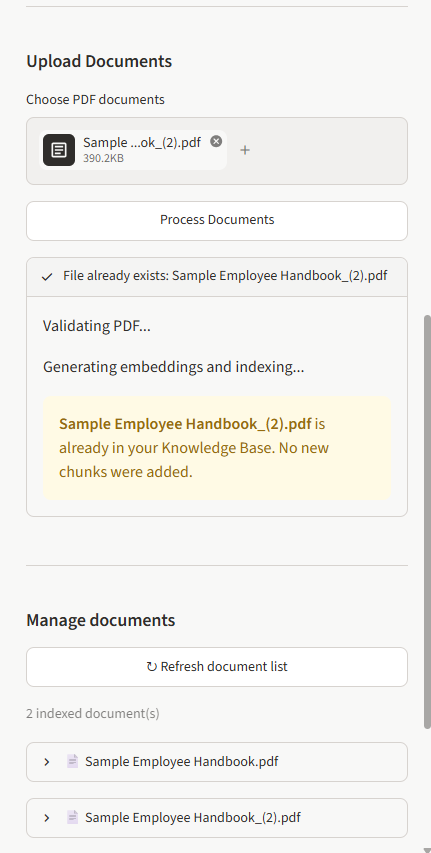 Upload Documents
Choose PDF documents
Sample ...ok_(2).pdf
390.2KB
Process Documents
File already exists: Sample Employee Handbook_(2).pdf
Validating PDF...
Generating embeddings and indexing...
Sample Employee Handbook_(2).pdf is
already in your Knowledge Base. No new
chunks were added.
Manage documents
↻ Refresh document list
2 indexed document(s)
Sample Employee Handbook.pdf
Sample Employee Handbook_(2).pdf